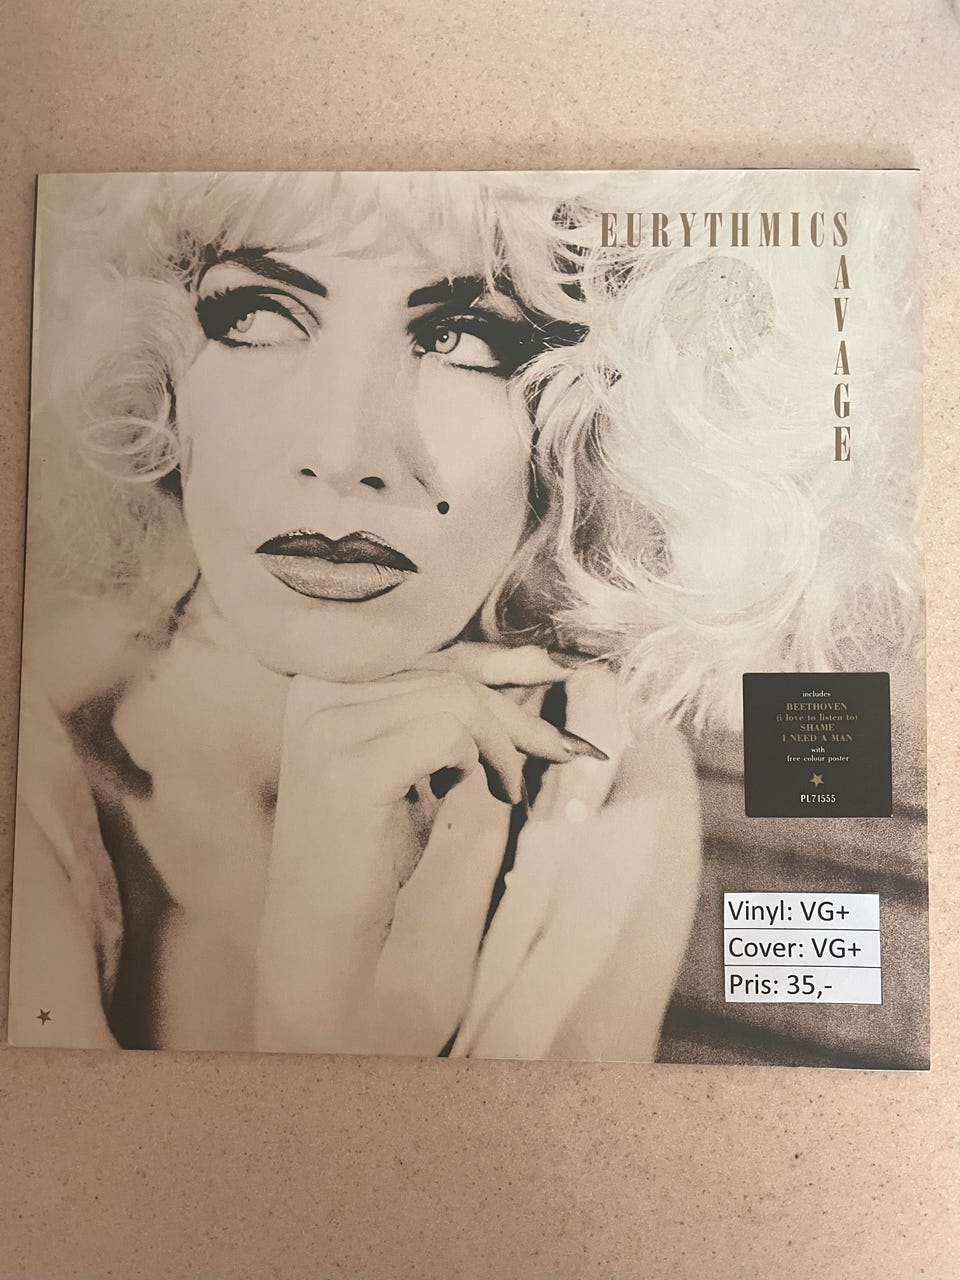 EURYTHMICS
SAVAGE
includes
BEETHOVEN
(i love to listen to)
SHAME
I NEED A MAN
with
free colour poster
PL71555
Vinyl: VG+
Cover: VG+
Pris: 35,-